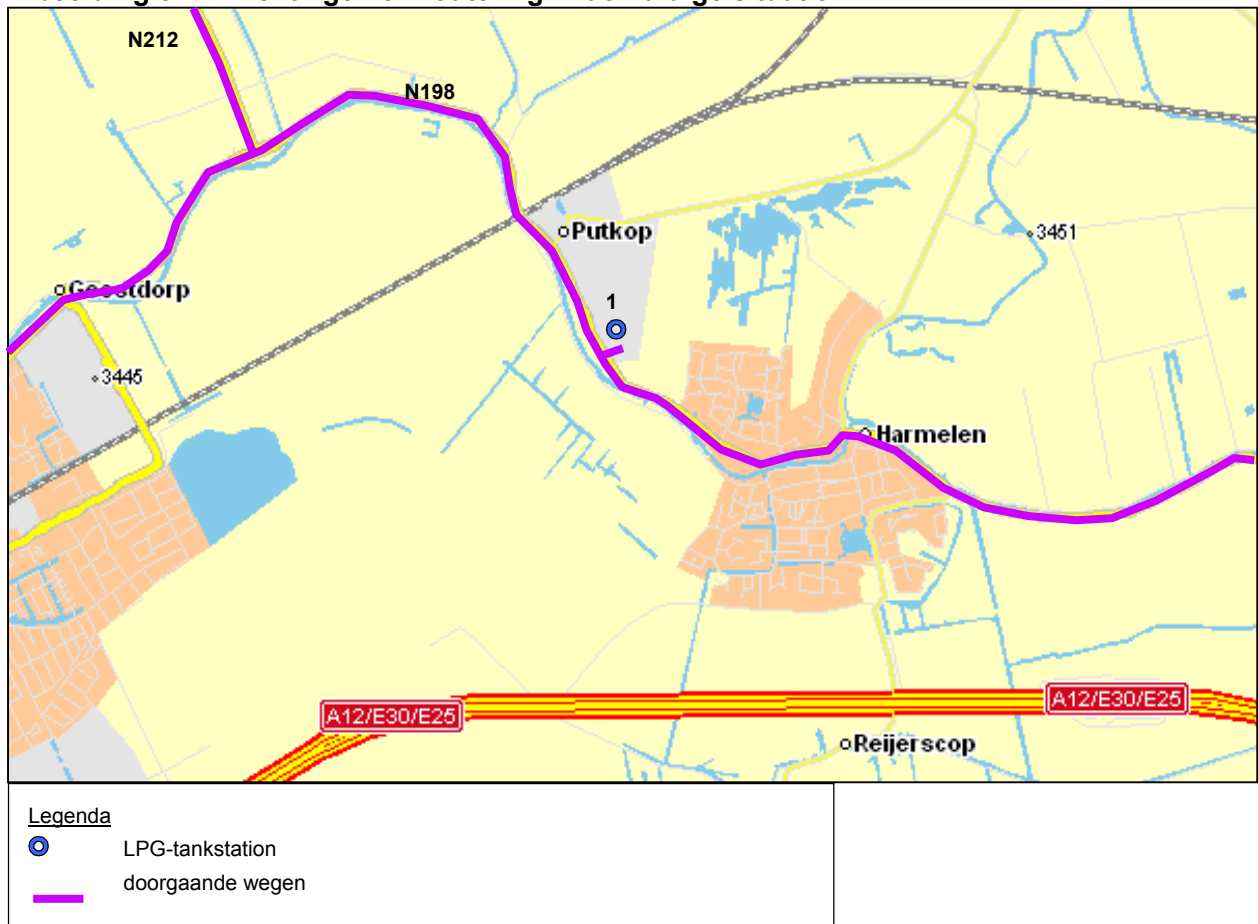 N212
N198
Putkop
3451
1
Geestdorp
3445
Harmelen
A12/E30/E25
A12/E30/E25
Reijerscop
Legenda
LPG-tankstation
doorgaande wegen